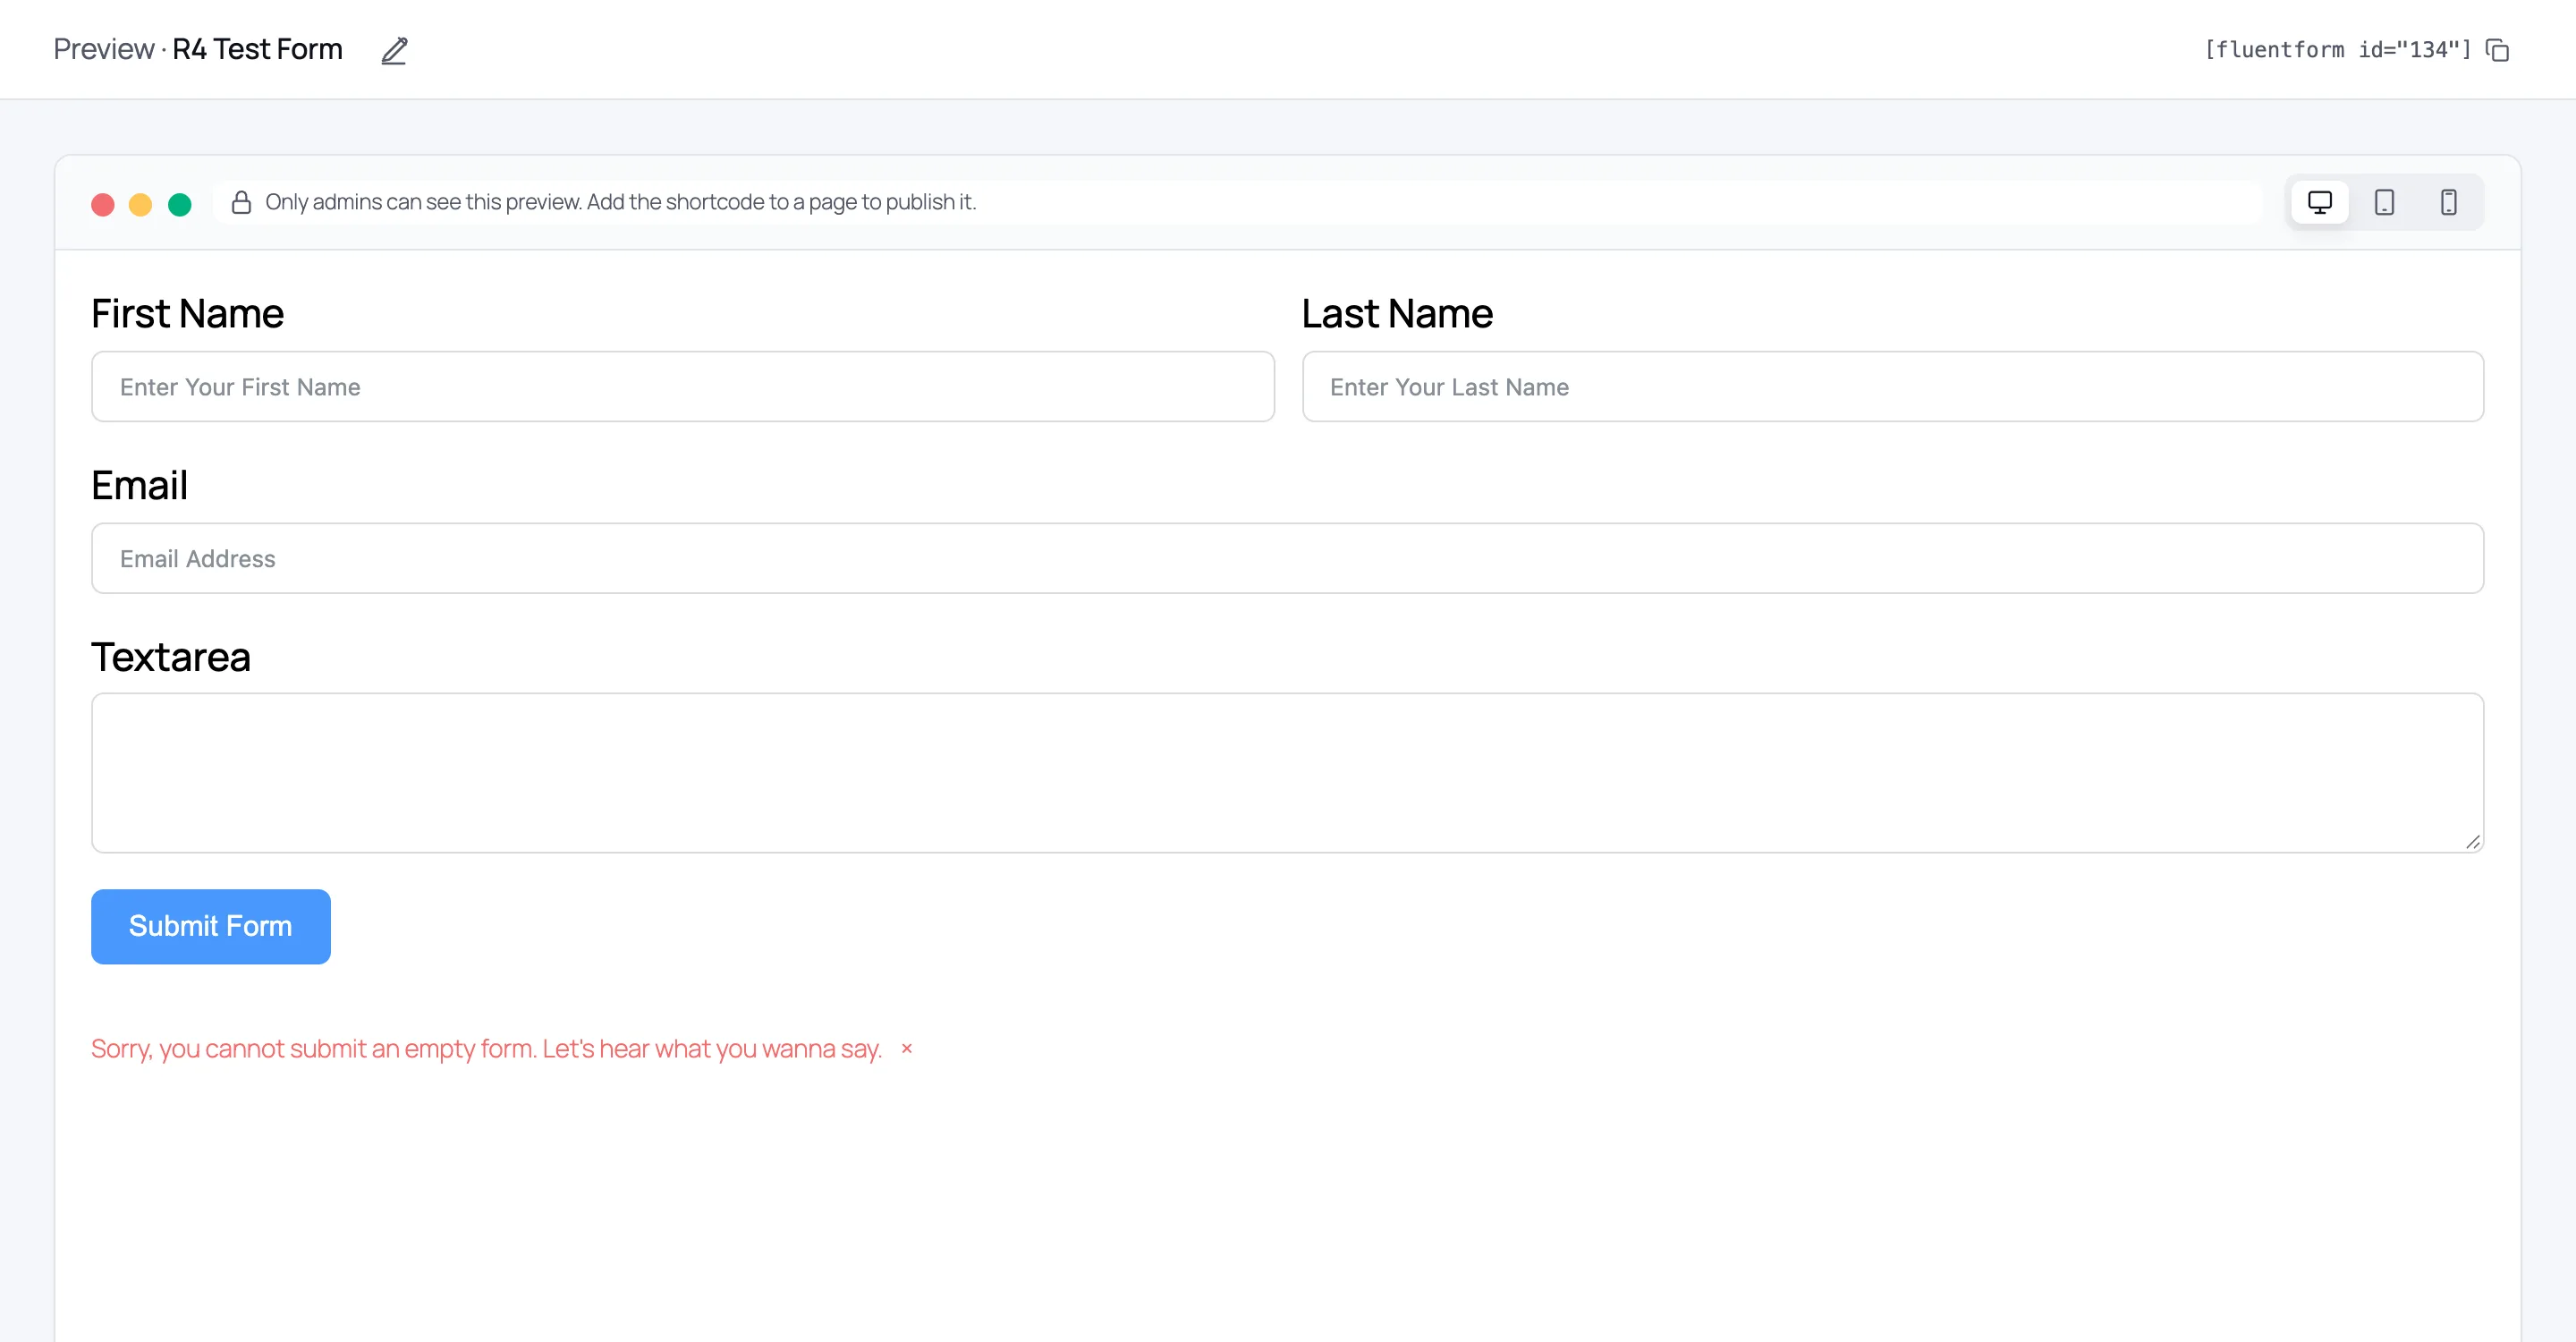 Preview · R4 Test Form
[fluentform id="134"]
Only admins can see this preview. Add the shortcode to a page to publish it.
First Name
Last Name
Enter Your First Name
Enter Your Last Name
Email
Email Address
Textarea
Submit Form
Sorry, you cannot submit an empty form. Let's hear what you wanna say. ×